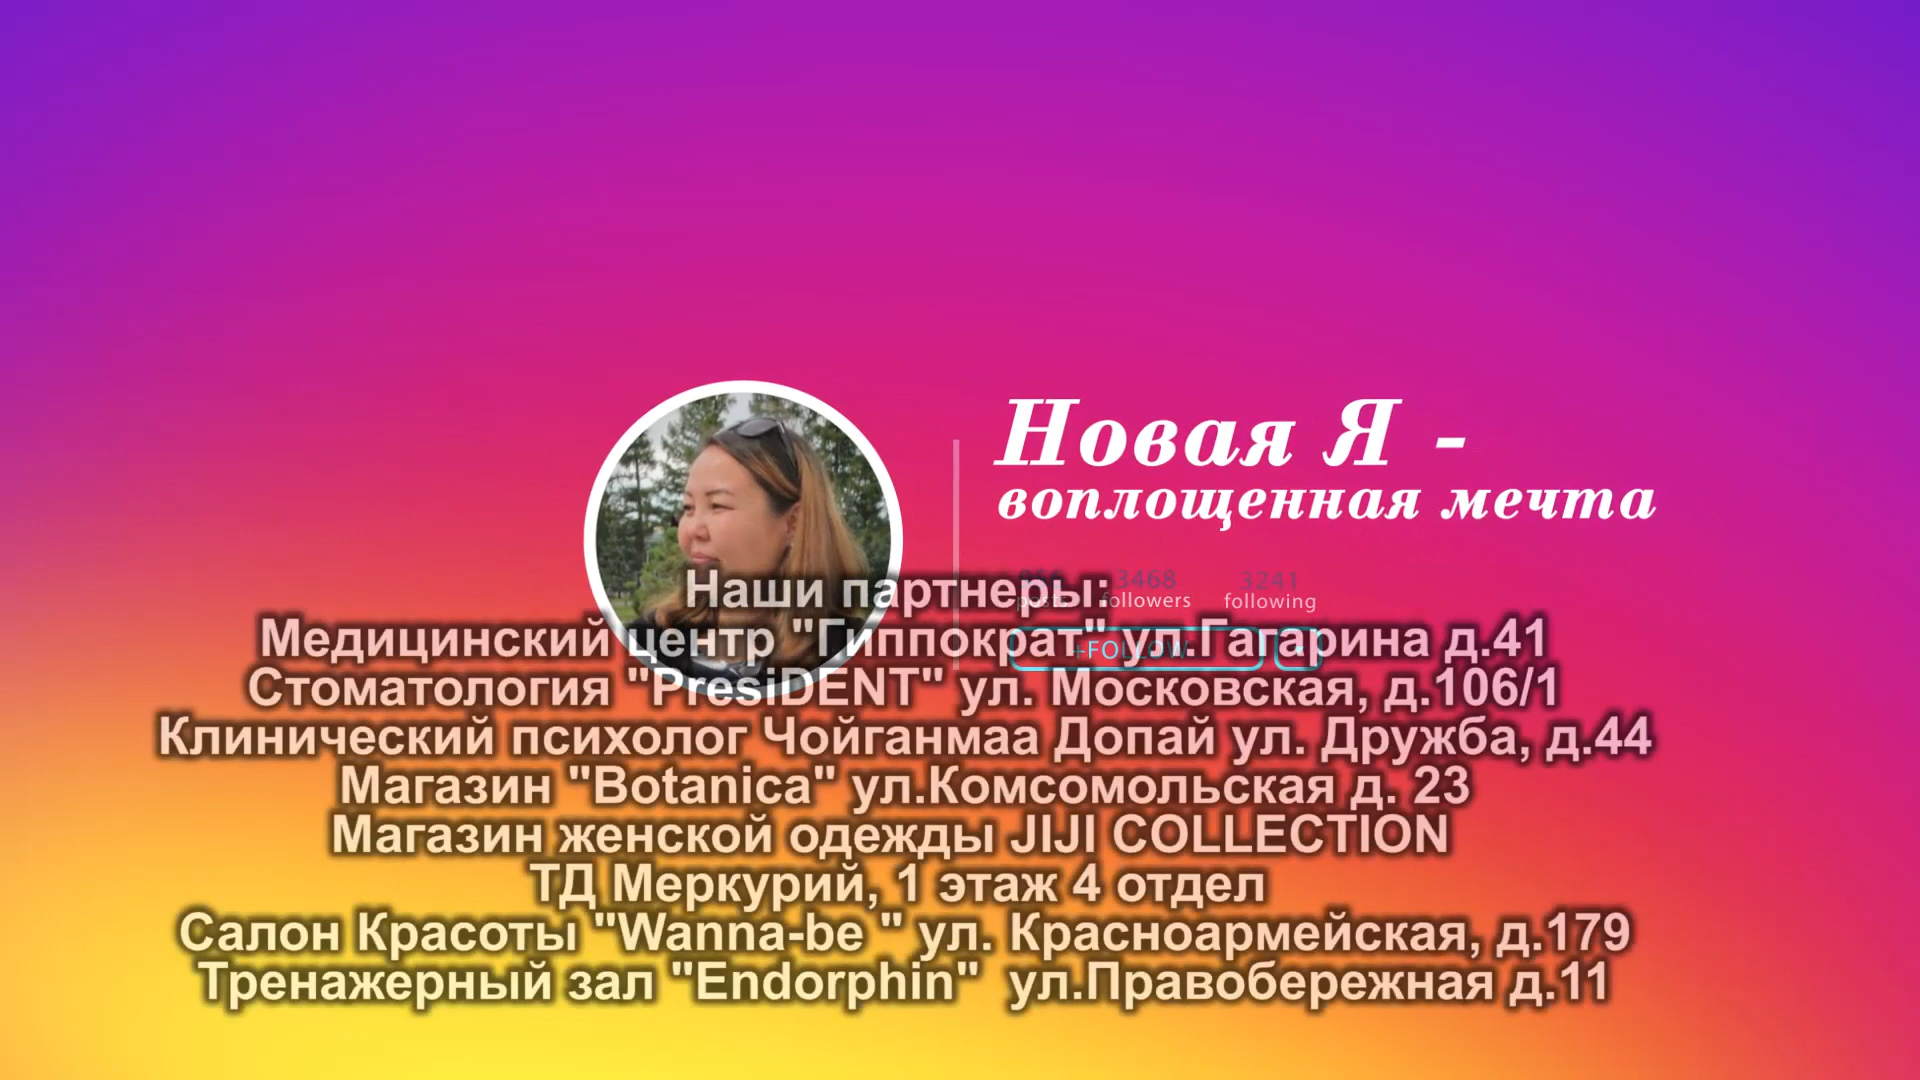 Новая Я -
воплощенная мечта
3468
3241
posts
followers
following
+FOLLOW
Наши партнеры:
Медицинский центр "Гиппократ" ул.Гагарина д.41
Стоматология "PresiDENT" ул. Московская, д.106/1
Клинический психолог Чойганмаа Допай ул. Дружба, д.44
Магазин "Botanica" ул.Комсомольская д. 23
Магазин женской одежды JIJI COLLECTION
ТД Меркурий, 1 этаж 4 отдел
Салон Красоты "Wanna-be " ул. Красноармейская, д.179
Тренажерный зал "Endorphin" ул.Правобережная д.11